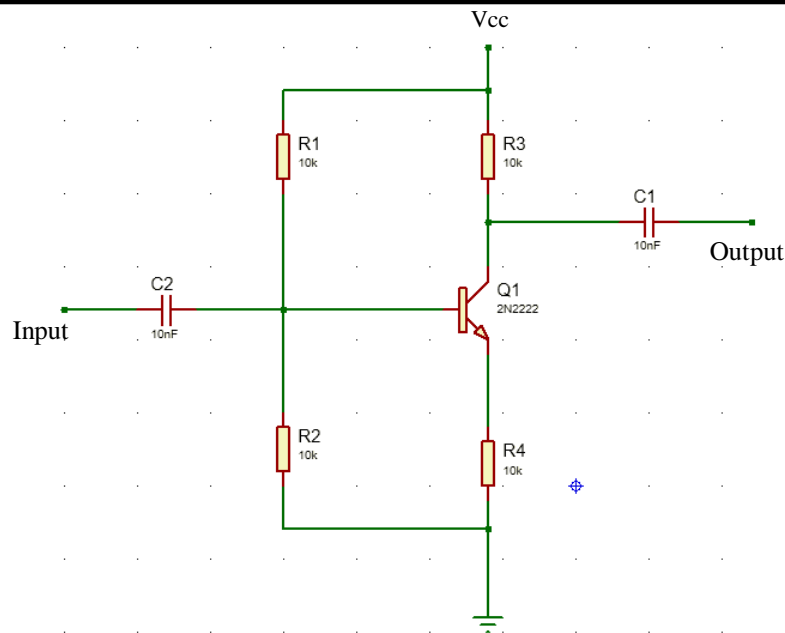 Vcc
R1
10k
R3
10k
C1
10nF
Output
C2
10nF
Input
Q1
2N2222
R2
10k
R4
10k